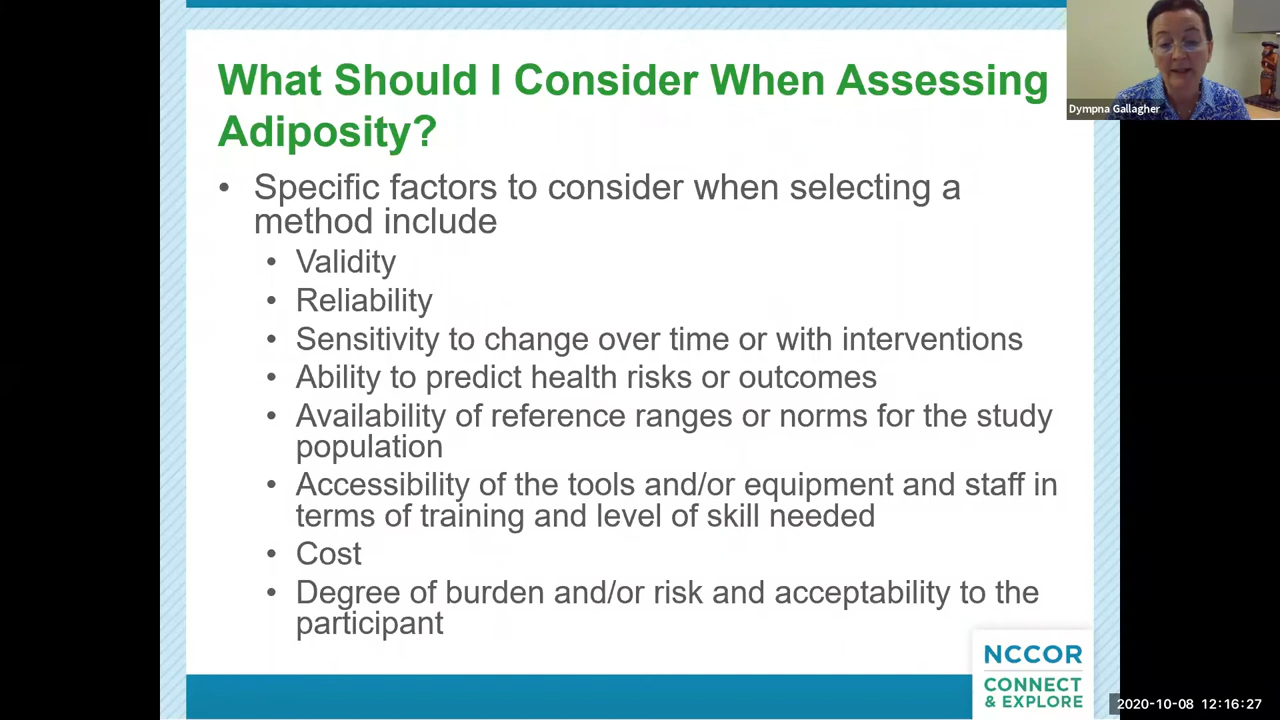 What Should I Consider When Assessing
Adiposity?
• Specific factors to consider when selecting a
method include
• Validity
• Reliability
• Sensitivity to change over time or with interventions
• Ability to predict health risks or outcomes
• Availability of reference ranges or norms for the study
population
• Accessibility of the tools and/or equipment and staff in
terms of training and level of skill needed
• Cost
• Degree of burden and/or risk and acceptability to the
participant
Dympna Gallagher
NCCOR
CONNECT
& EXPLORE
2020-10-08 12:16:27